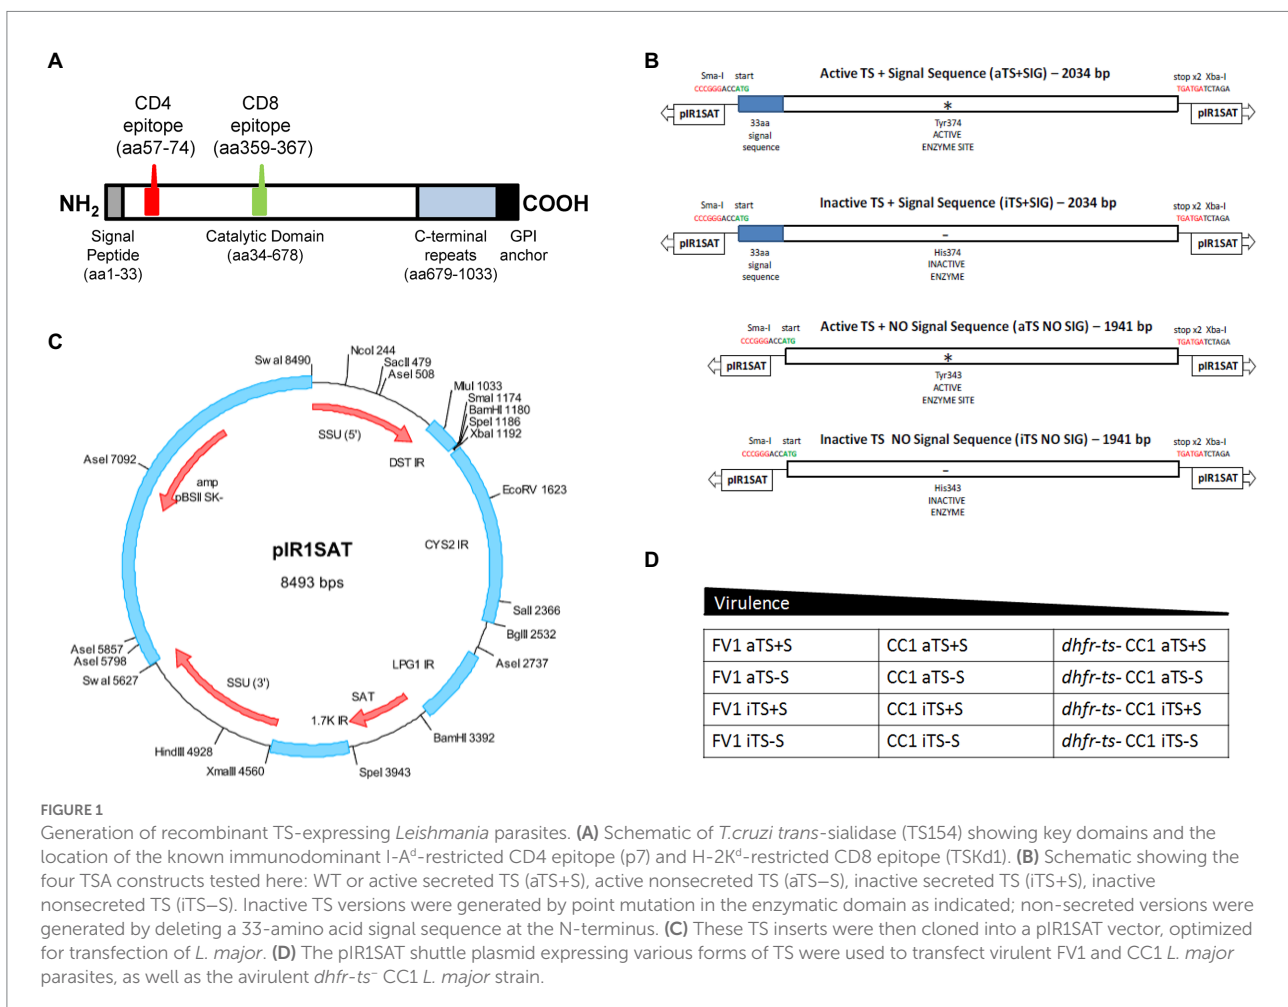 A
CD4
epitope
(aa57-74)
CD8
epitope
(aa359-367)
NH2
COOH
Signal
Peptide
(aa1-33)
Catalytic Domain
(aa34-678)
C-terminal
repeats
(aa679-1033)
GPI
anchor
B
Active TS + Signal Sequence (aTS+SIG) – 2034 bp
Sma-I start
CCCGGGACCATG
stop x2 Xba-I
TGATGATCTAGA
pIR1SAT
*
pIR1SAT
33aa
signal
sequence
Tyr374
ACTIVE
ENZYME SITE
Inactive TS + Signal Sequence (iTS+SIG) – 2034 bp
Sma-I start
CCCGGGACCATG
stop x2 Xba-I
TGATGATCTAGA
pIR1SAT
–
pIR1SAT
33aa
signal
sequence
His374
INACTIVE
ENZYME
Active TS + NO Signal Sequence (aTS NO SIG) – 1941 bp
Sma-I start
CCCGGGACCATG
stop x2 Xba-I
TGATGATCTAGA
pIR1SAT
*
pIR1SAT
Tyr343
ACTIVE
ENZYME SITE
Inactive TS NO Signal Sequence (iTS NO SIG) – 1941 bp
Sma-I start
CCCGGGACCATG
stop x2 Xba-I
TGATGATCTAGA
pIR1SAT
–
pIR1SAT
His343
INACTIVE
ENZYME
C
SwaI 8490
NcoI 244
SacII 479
AseI 508
MluI 1033
SmaI 1174
BamHI 1180
SpeI 1186
XbaI 1192
SSU (5')
DST IR
AseI 7092
amp
pBSII SK-
EcoRV 1623
CYS2 IR
pIR1SAT
8493 bps
SalI 2366
BglII 2532
AseI 2737
AseI 5857
AseI 5798
SwaI 5627
LPG1 IR
SSU (3')
SAT
1.7K IR
BamHI 3392
HindIII 4928
XmaIII 4560
SpeI 3943
D
Virulence
FV1 aTS+S CC1 aTS+S dhfr-ts- CC1 aTS+S
FV1 aTS-S CC1 aTS-S dhfr-ts- CC1 aTS-S
FV1 iTS+S CC1 iTS+S dhfr-ts- CC1 iTS+S
FV1 iTS-S CC1 iTS-S dhfr-ts- CC1 iTS-S
FIGURE 1
Generation of recombinant TS-expressing Leishmania parasites. (A) Schematic of T.cruzi trans-sialidase (TS154) showing key domains and the
location of the known immunodominant I-Aᵈ-restricted CD4 epitope (p7) and H-2Kᵈ-restricted CD8 epitope (TSKd1). (B) Schematic showing the
four TSA constructs tested here: WT or active secreted TS (aTS+S), active nonsecreted TS (aTS–S), inactive secreted TS (iTS+S), inactive
nonsecreted TS (iTS–S). Inactive TS versions were generated by point mutation in the enzymatic domain as indicated; non-secreted versions were
generated by deleting a 33-amino acid signal sequence at the N-terminus. (C) These TS inserts were then cloned into a pIR1SAT vector, optimized
for transfection of L. major. (D) The pIR1SAT shuttle plasmid expressing various forms of TS were used to transfect virulent FV1 and CC1 L. major
parasites, as well as the avirulent dhfr-ts⁻ CC1 L. major strain.